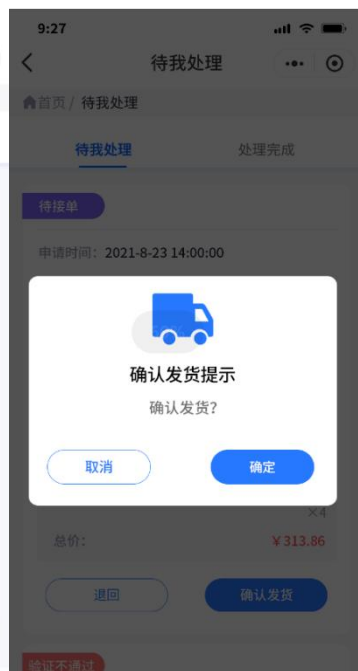 9:27
待我处理
首页 / 待我处理
待我处理
处理完成
待接单
申请时间：2021-8-23 14:00:00
确认发货提示
确认发货？
取消
确定
×4
总价：
￥313.86
退回
确认发货
验证不通过